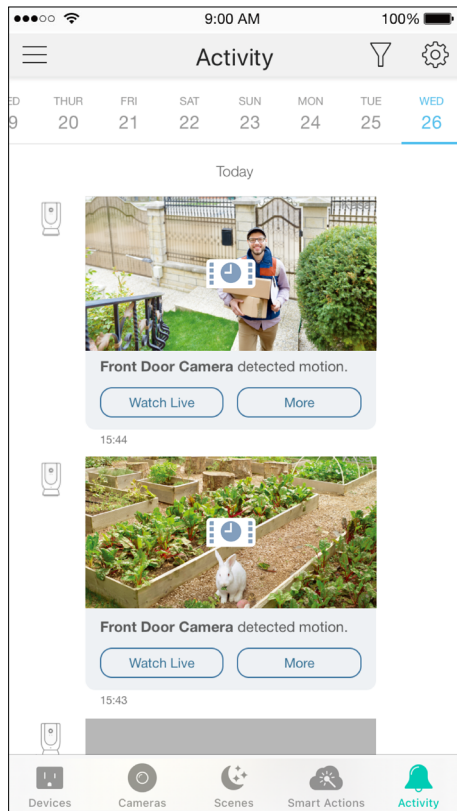 9:00 AM 100%
Activity
ED THUR FRI SAT SUN MON TUE WED
9 20 21 22 23 24 25 26
Today
Front Door Camera detected motion.
Watch Live More
15:44
Front Door Camera detected motion.
Watch Live More
15:43
Devices Cameras Scenes Smart Actions Activity